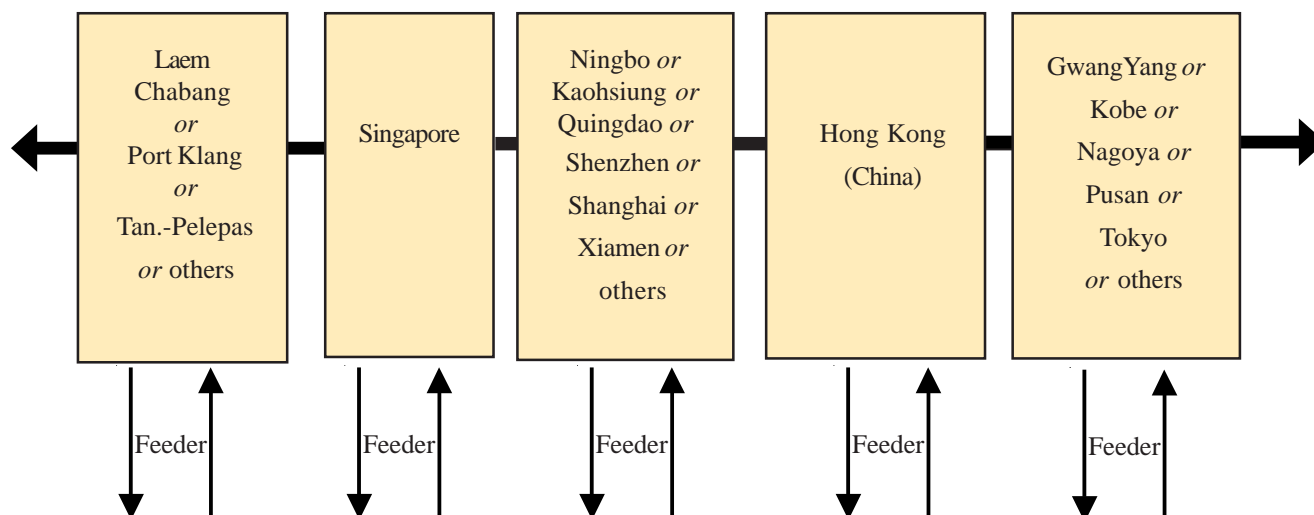 Laem
Chabang
or
Port Klang
or
Tan.-Pelepas
or others
Singapore
Ningbo or
Kaohsiung or
Quingdao or
Shenzhen or
Shanghai or
Xiamen or
others
Hong Kong
(China)
GwangYang or
Kobe or
Nagoya or
Pusan or
Tokyo
or others
Feeder
Feeder
Feeder
Feeder
Feeder